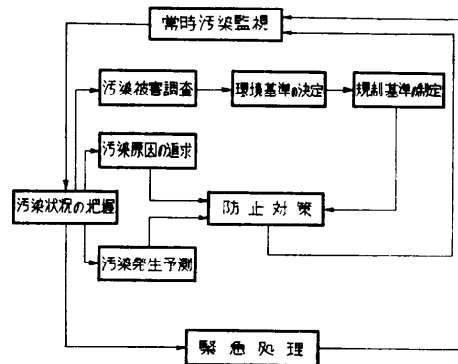 常時汚染監視
汚染被害調査
環境基準の決定
規制基準の制定
汚染原因の追求
汚染状況の把握
防止対策
汚染発生予測
緊急処理